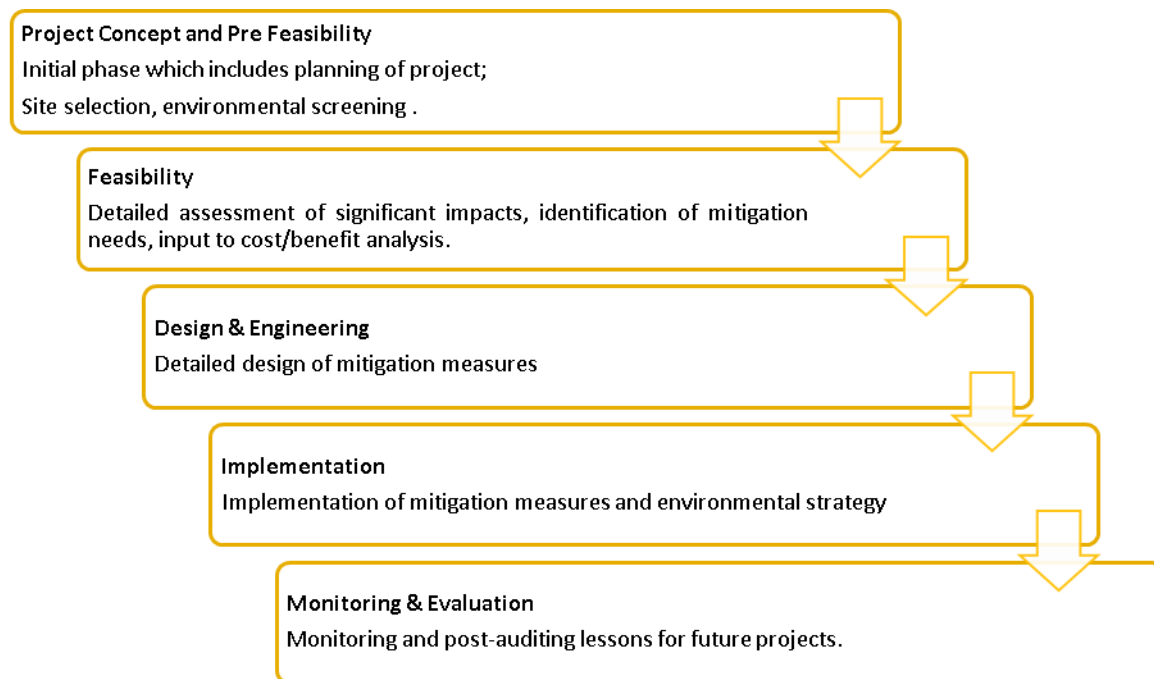 Project Concept and Pre Feasibility
Initial phase which includes planning of project;
Site selection, environmental screening .
Feasibility
Detailed assessment of significant impacts, identification of mitigation
needs, input to cost/benefit analysis.
Design & Engineering
Detailed design of mitigation measures
Implementation
Implementation of mitigation measures and environmental strategy
Monitoring & Evaluation
Monitoring and post-auditing lessons for future projects.